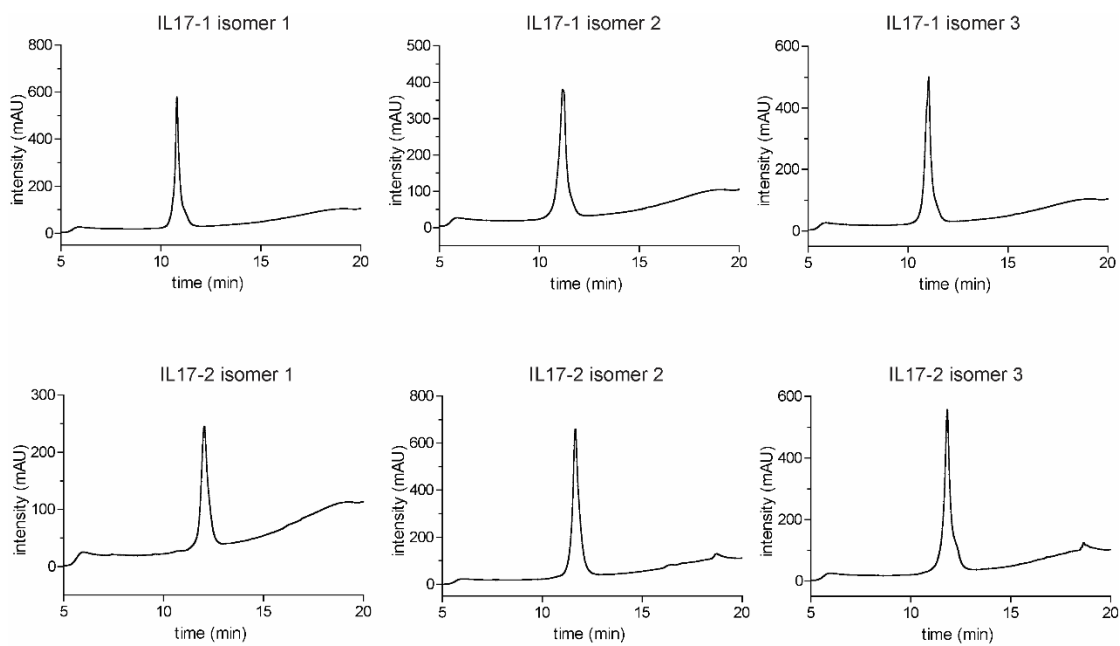 IL17-1 isomer 1
800
600
400
200
0
intensity (mAU)
5 10 15 20
time (min)
IL17-1 isomer 2
500
400
300
200
100
0
intensity (mAU)
5 10 15 20
time (min)
IL17-1 isomer 3
600
400
200
0
intensity (mAU)
5 10 15 20
time (min)
IL17-2 isomer 1
300
200
100
0
intensity (mAU)
5 10 15 20
time (min)
IL17-2 isomer 2
800
600
400
200
0
intensity (mAU)
5 10 15 20
time (min)
IL17-2 isomer 3
600
400
200
0
intensity (mAU)
5 10 15 20
time (min)